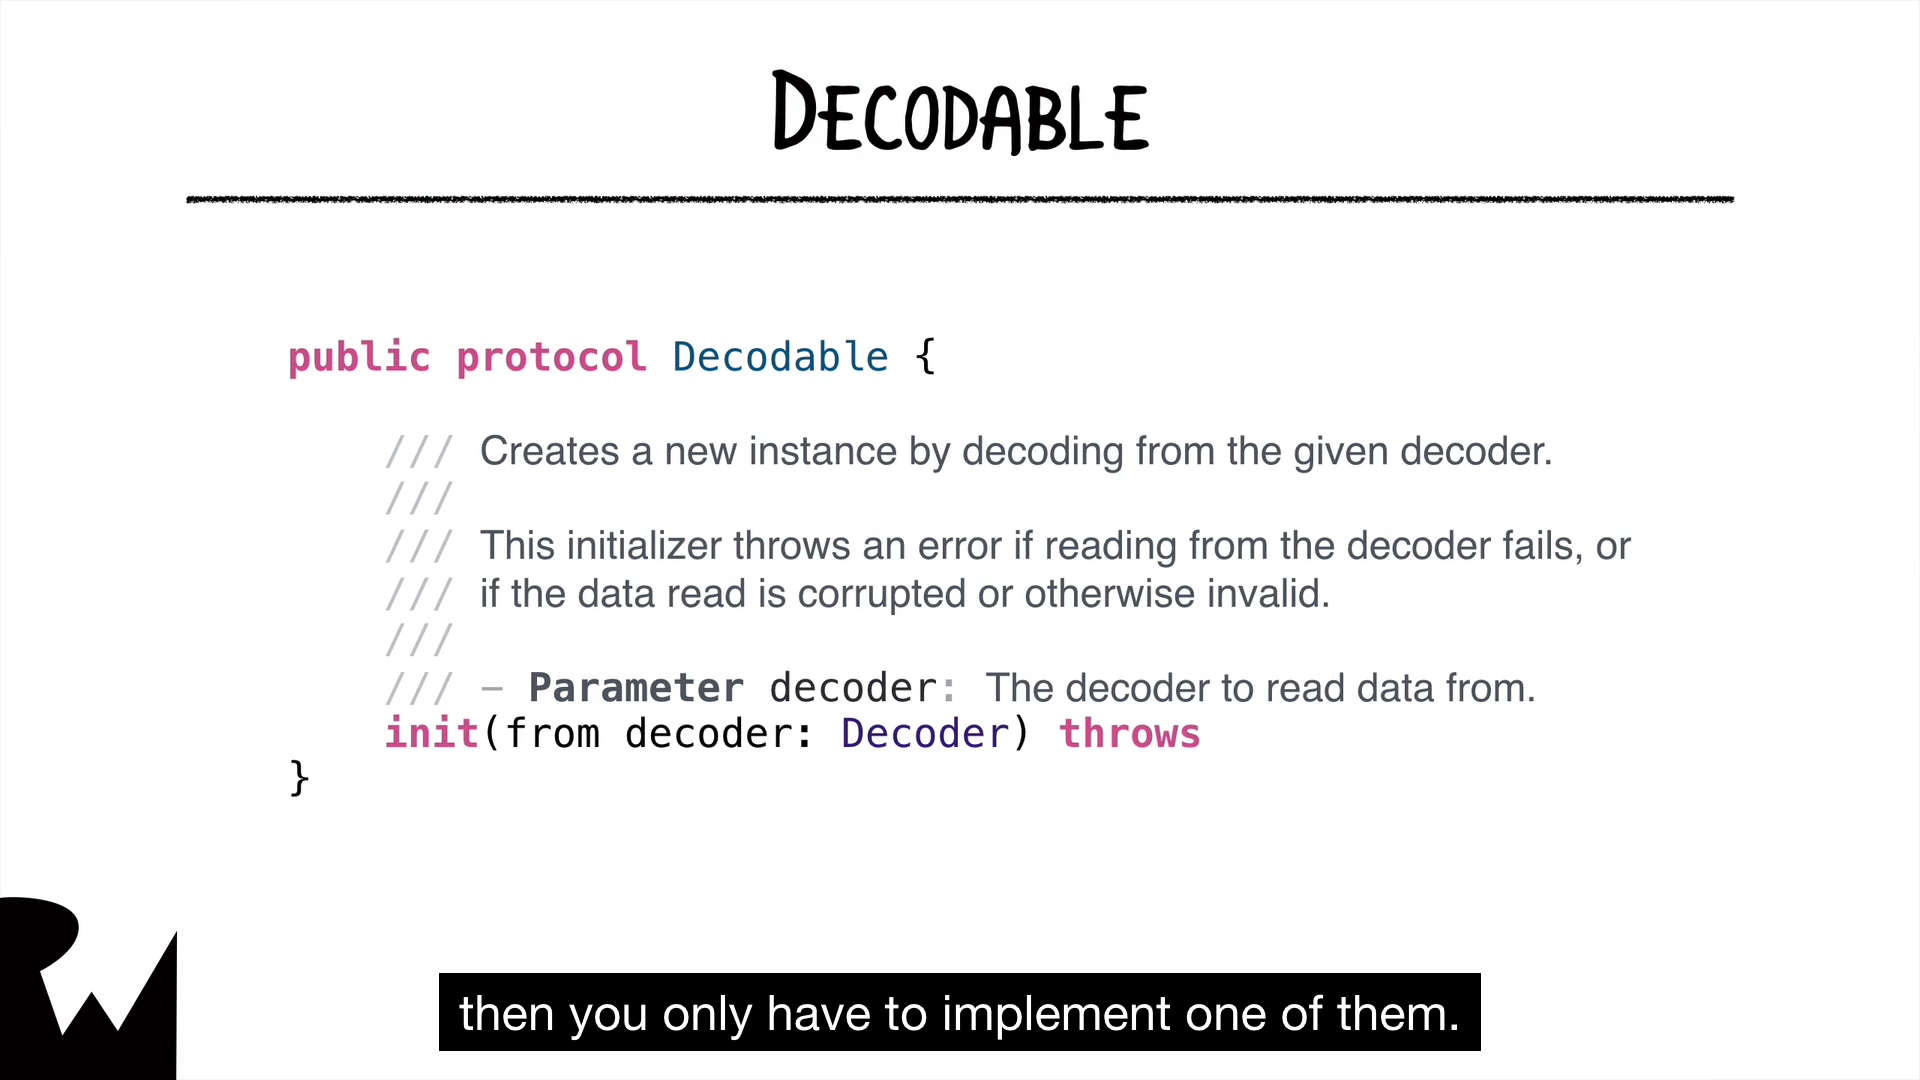 DECODABLE
public protocol Decodable {
/// Creates a new instance by decoding from the given decoder.
///
/// This initializer throws an error if reading from the decoder fails, or
/// if the data read is corrupted or otherwise invalid.
///
/// – Parameter decoder: The decoder to read data from.
init(from decoder: Decoder) throws
}
then you only have to implement one of them.